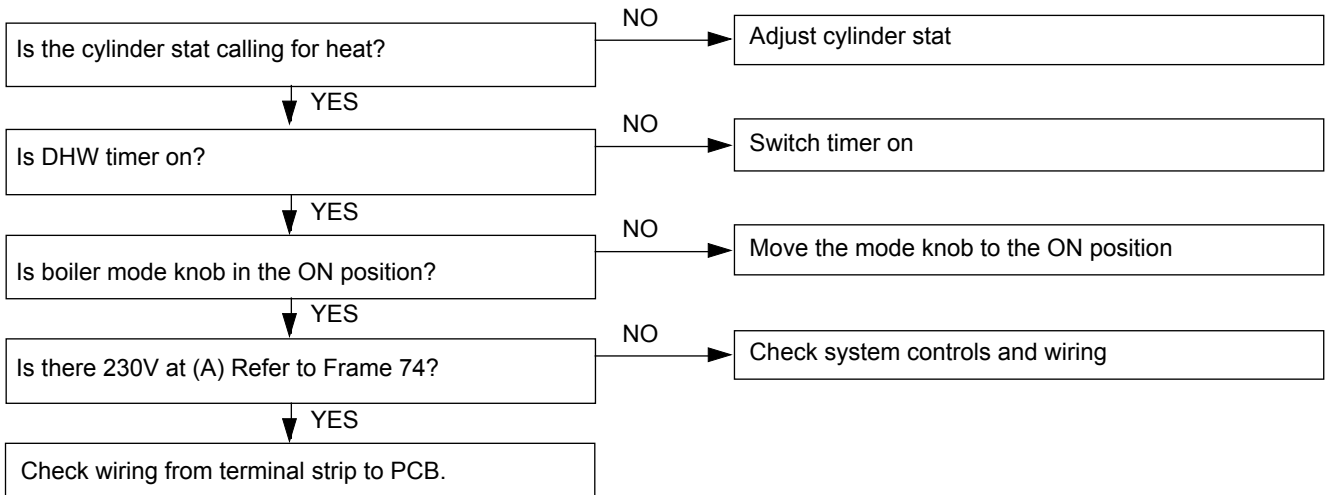 Is the cylinder stat calling for heat?
NO
Adjust cylinder stat
YES
Is DHW timer on?
NO
Switch timer on
YES
Is boiler mode knob in the ON position?
NO
Move the mode knob to the ON position
YES
Is there 230V at (A) Refer to Frame 74?
NO
Check system controls and wiring
YES
Check wiring from terminal strip to PCB.